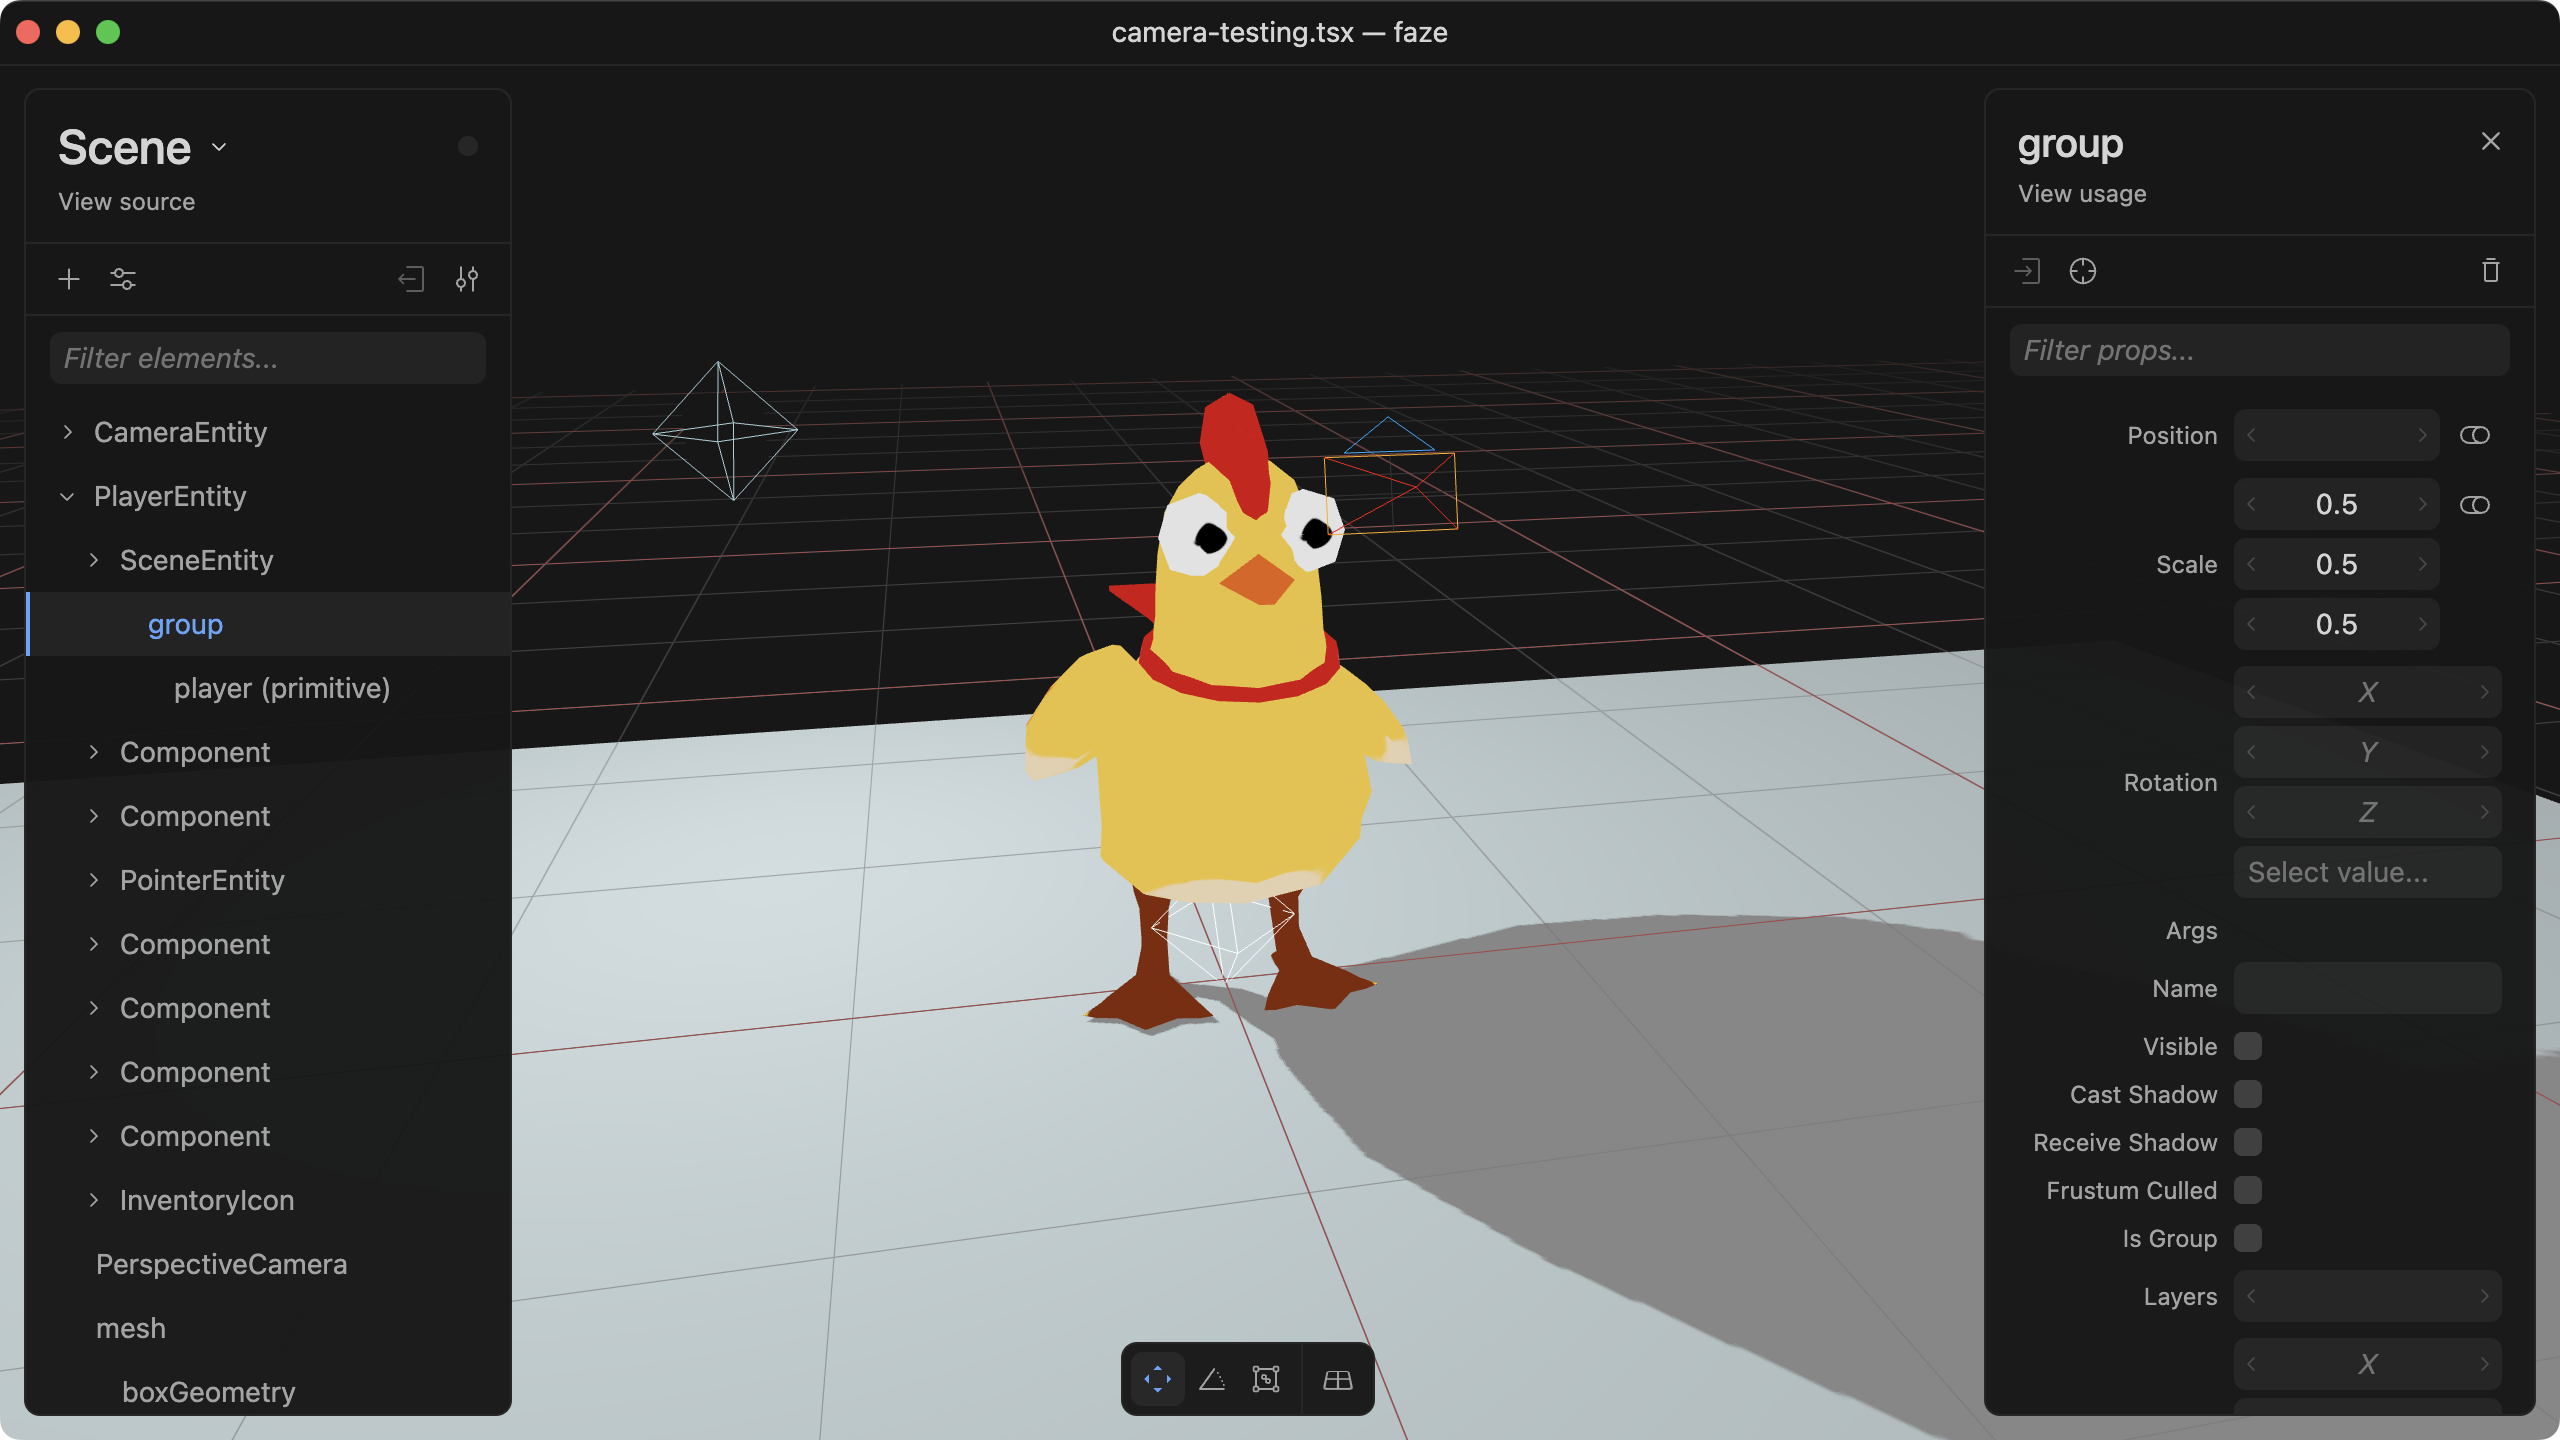 camera-testing.tsx — faze
Scene
View source
Filter elements...
CameraEntity
PlayerEntity
SceneEntity
group
player (primitive)
Component
Component
PointerEntity
Component
Component
Component
Component
InventoryIcon
PerspectiveCamera
mesh
boxGeometry
group
View usage
Filter props...
Position
0.5
Scale
0.5
0.5
X
Y
Rotation
Z
Select value...
Args
Name
Visible
Cast Shadow
Receive Shadow
Frustum Culled
Is Group
Layers
X